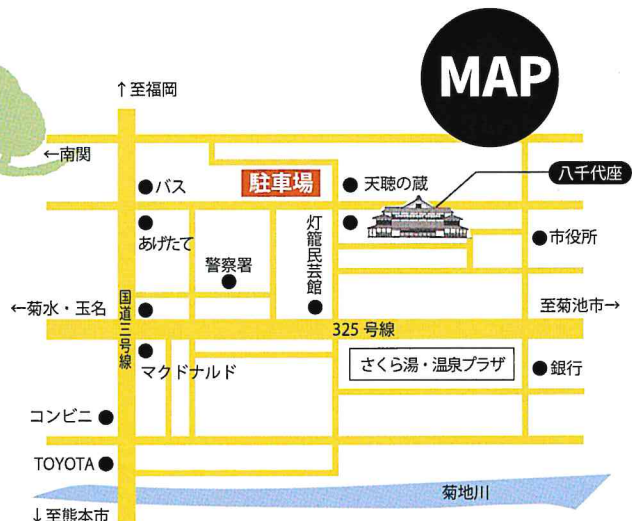 MAP
↑至福岡
←南関
バス
駐車場
天聴の蔵
八千代座
あげたて
灯籠民芸館
市役所
警察署
←菊水・玉名
国道三号線
至菊池市→
325 号線
マクドナルド
さくら湯・温泉プラザ
銀行
コンビニ
TOYOTA
菊地川
↓至熊本市